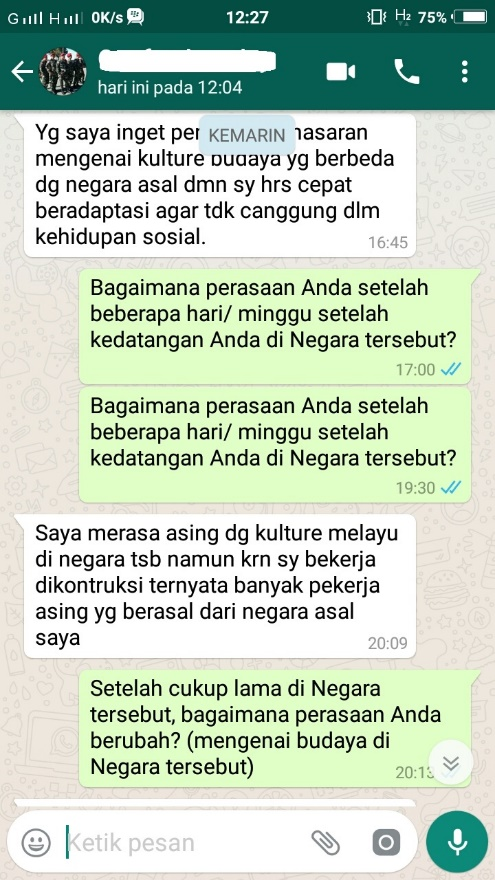 G H 0K/s 12:27 H₂ 75%
hari ini pada 12:04
KEMARIN
Yg saya inget
mengenai kulture budaya yg berbeda
dg negara asal dmn sy hrs cepat
beradaptasi agar tdk canggung dlm
kehidupan sosial.
16:45
Bagaimana perasaan Anda setelah
beberapa hari/ minggu setelah
kedatangan Anda di Negara tersebut?
17:00
Bagaimana perasaan Anda setelah
beberapa hari/ minggu setelah
kedatangan Anda di Negara tersebut?
19:30
Saya merasa asing dg kulture melayu
di negara tsb namun krn sy bekerja
dikontruksi ternyata banyak pekerja
asing yg berasal dari negara asal
saya
20:09
Setelah cukup lama di Negara
tersebut, bagaimana perasaan Anda
berubah? (mengenai budaya di
Negara tersebut)
20:13
Ketik pesan